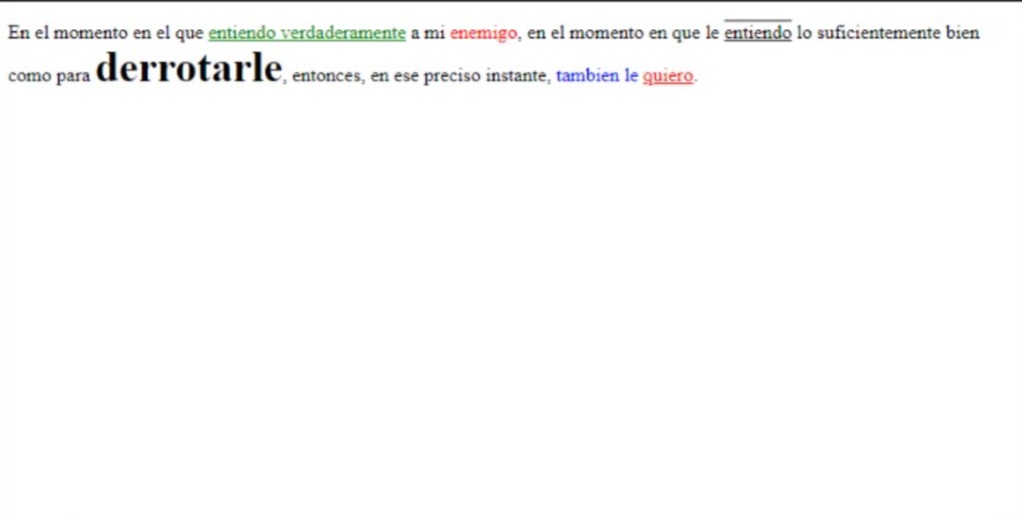 En el momento en el que entiendo verdaderamente a mi enemigo, en el momento en que le entiendo lo suficientemente bien
como para derrotarle, entonces, en ese preciso instante, tambien le quiero.